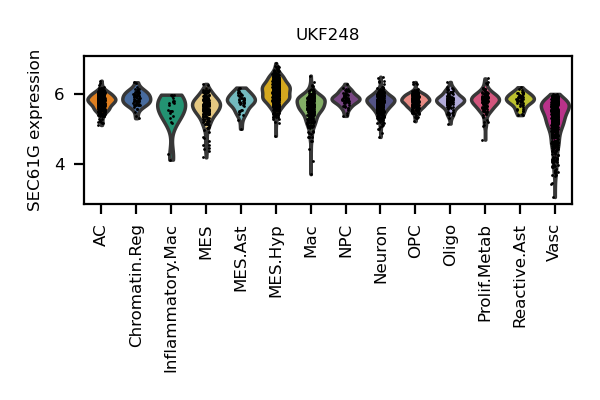 UKF248
SEC61G expression
6
4
AC
Chromatin.Reg
Inflammatory.Mac
MES
MES.Ast
MES.Hyp
Mac
NPC
Neuron
OPC
Oligo
Prolif.Metab
Reactive.Ast
Vasc